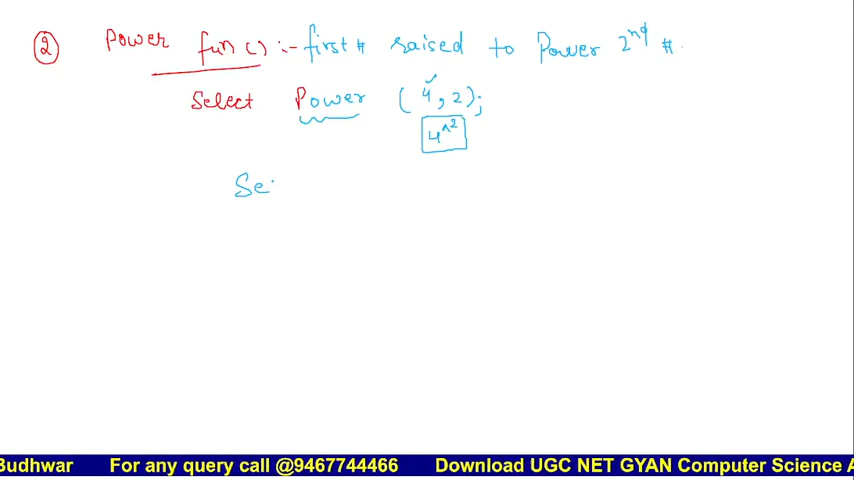 ② Power fun () :- first # raised to Power 2nd #.
Select Power (4, 2);
4^2
Se
Budhwar For any query call @9467744466 Download UGC NET GYAN Computer Science A